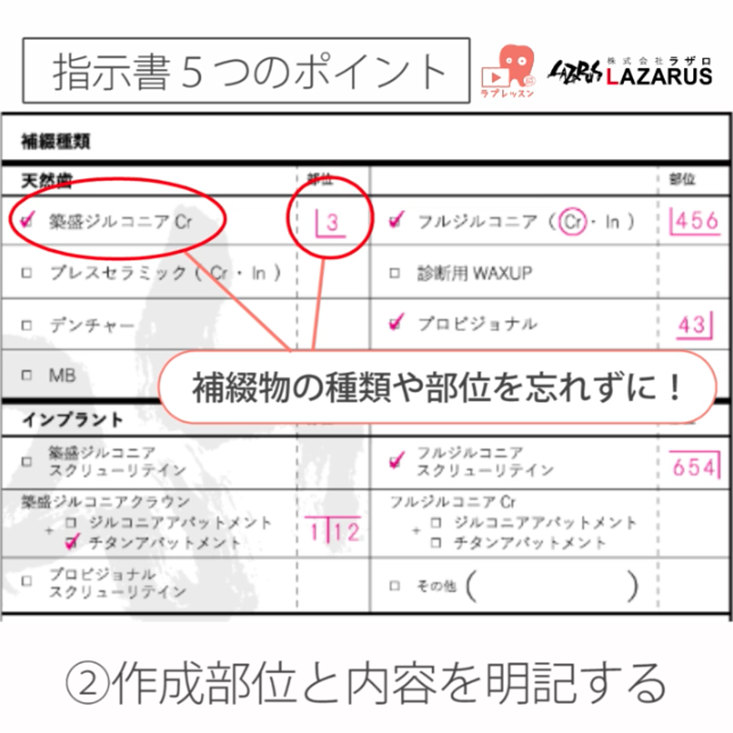 指示書５つのポイント
ラプレッスン
LAZARUS
株式会社ラザロ
LAZARUS
補綴種類
天然歯
部位
部位
築盛ジルコニア Cr
3
フルジルコニア（Cr・In）
456
プレスセラミック（Cr・In）
診断用 WAXUP
デンチャー
プロビジョナル
43
MB
補綴物の種類や部位を忘れずに！
インプラント
築盛ジルコニア
スクリューリテイン
フルジルコニア
スクリューリテイン
654
築盛ジルコニアクラウン
+ ジルコニアアバットメント
チタンアバットメント
1 12
フルジルコニア Cr
+ ジルコニアアバットメント
チタンアバットメント
プロビジョナル
スクリューリテイン
その他（　　　）
②作成部位と内容を明記する